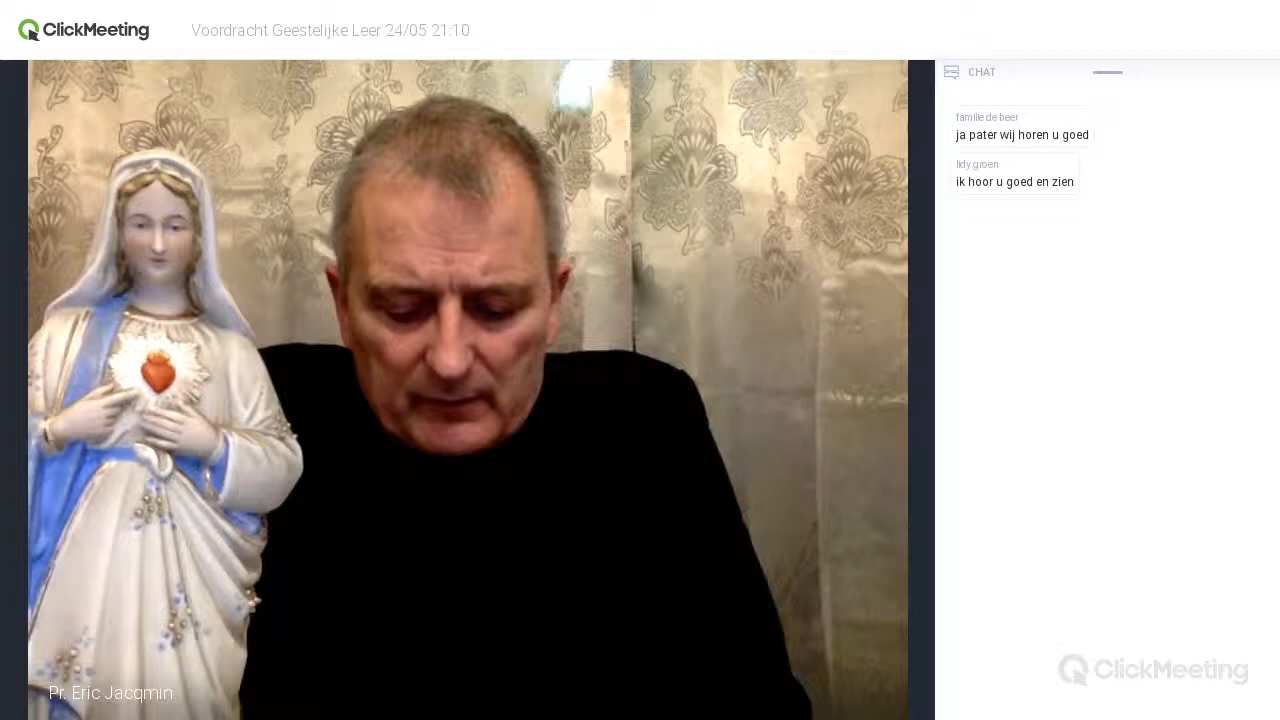 ClickMeeting
Voordracht Geestelijke Leer 24/05 21:10
CHAT
familie de beer
ja pater wij horen u goed
lidy groen
ik hoor u goed en zien
Pr. Eric Jacqmin
ClickMeeting